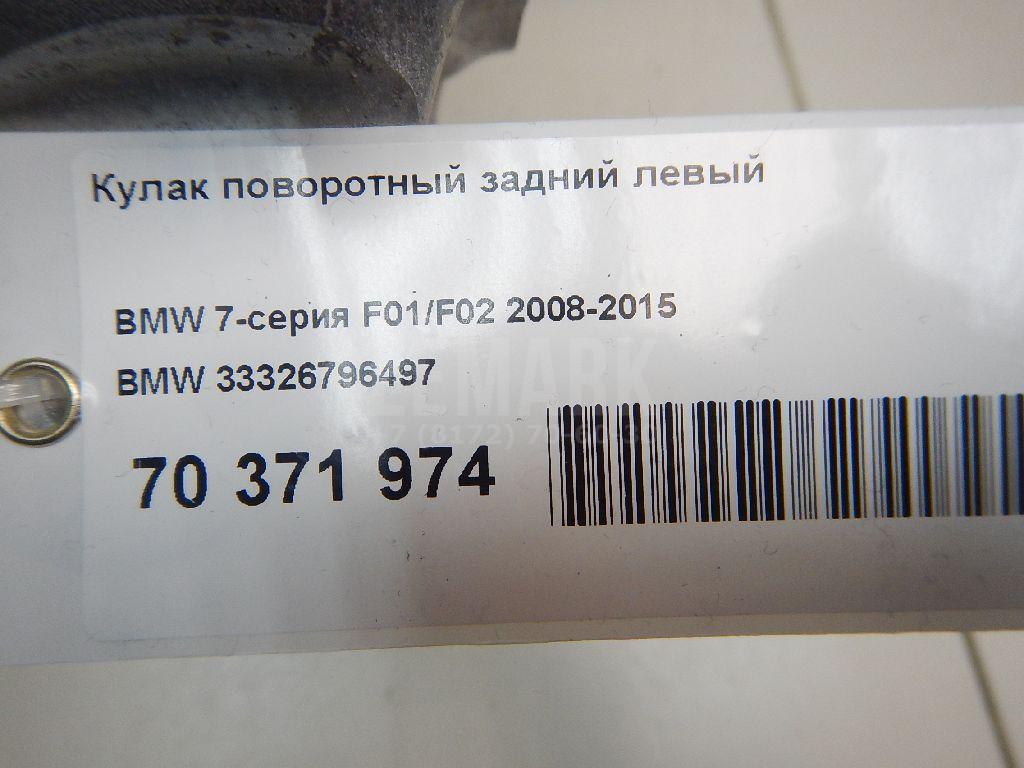 Кулак поворотный задний левый
BMW 7-серия F01/F02 2008-2015
BMW 33326796497
70 371 974